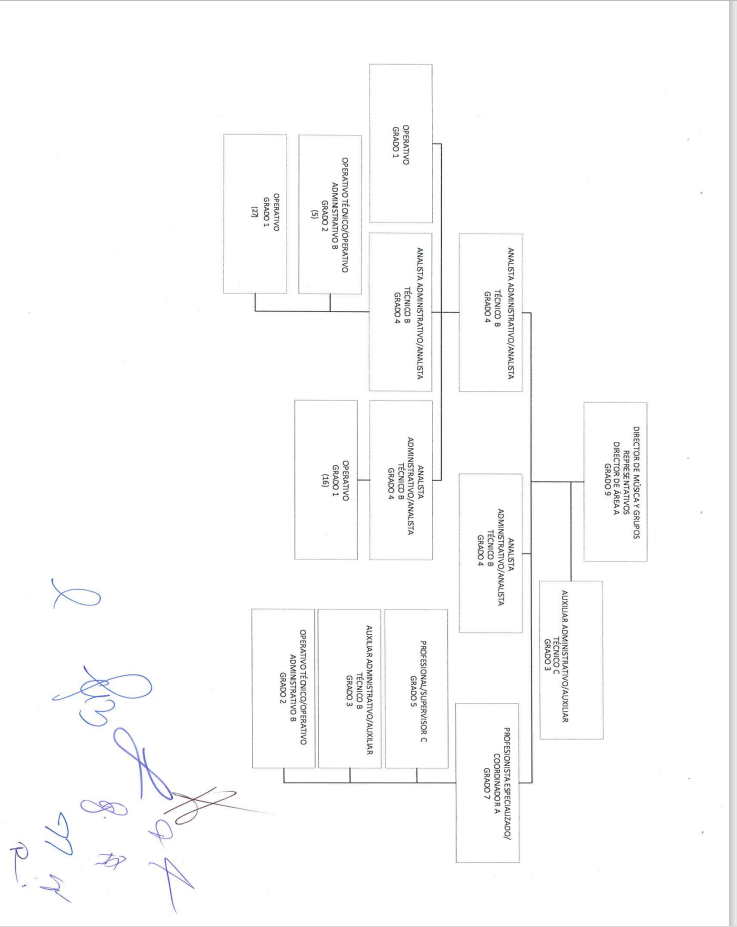 DIRECTOR DE MÚSICA Y GRUPOS
REPRESENTATIVOS
DIRECTOR DE ÁREA A
GRADO 9
AUXILIAR ADMINISTRATIVO/AUXILIAR
TÉCNICO C
GRADO 3
ANALISTA ADMINISTRATIVO/ANALISTA
TÉCNICO B
GRADO 4
ANALISTA
ADMINISTRATIVO/ANALISTA
TÉCNICO B
GRADO 4
PROFESIONISTA ESPECIALIZADO/
COORDINADOR A
GRADO 7
OPERATIVO
GRADO 1
ANALISTA ADMINISTRATIVO/ANALISTA
TÉCNICO B
GRADO 4
ANALISTA
ADMINISTRATIVO/ANALISTA
TÉCNICO B
GRADO 4
PROFESIONAL/SUPERVISOR C
GRADO 5
OPERATIVO TÉCNICO/OPERATIVO
ADMINISTRATIVO B
GRADO 2
(5)
OPERATIVO
GRADO 1
(16)
AUXILIAR ADMINISTRATIVO/AUXILIAR
TÉCNICO B
GRADO 3
OPERATIVO
GRADO 1
(27)
OPERATIVO TÉCNICO/OPERATIVO
ADMINISTRATIVO B
GRADO 2